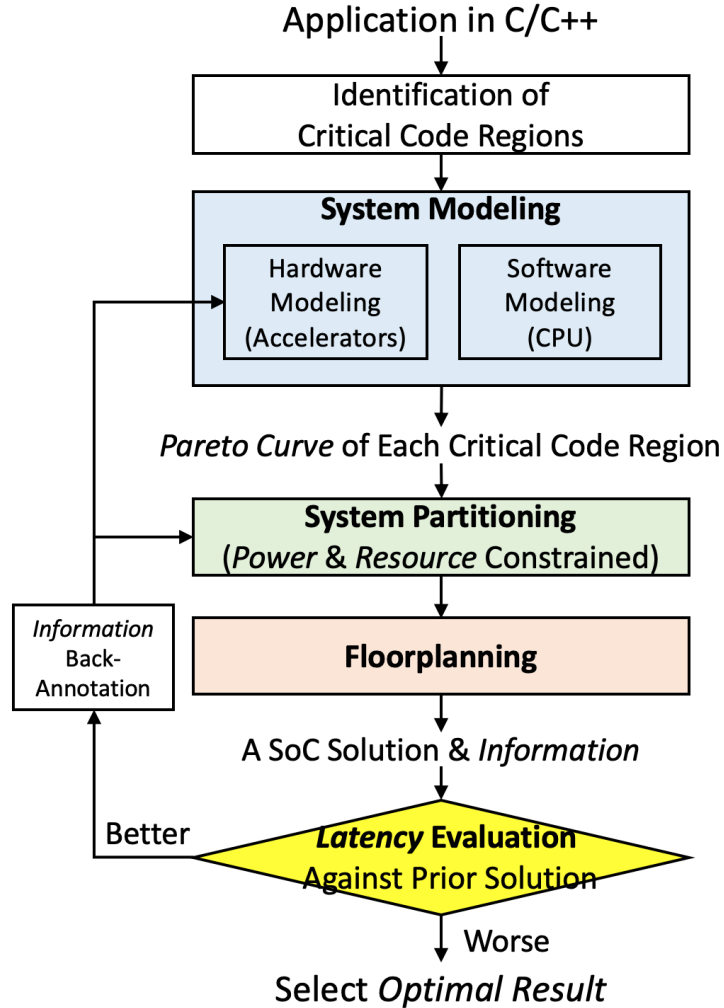 Application in C/C++
Identification of
Critical Code Regions
System Modeling
Hardware
Modeling
(Accelerators)
Software
Modeling
(CPU)
Pareto Curve of Each Critical Code Region
System Partitioning
(Power & Resource Constrained)
Information
Back-
Annotation
Floorplanning
A SoC Solution & Information
Better
Latency Evaluation
Against Prior Solution
Worse
Select Optimal Result